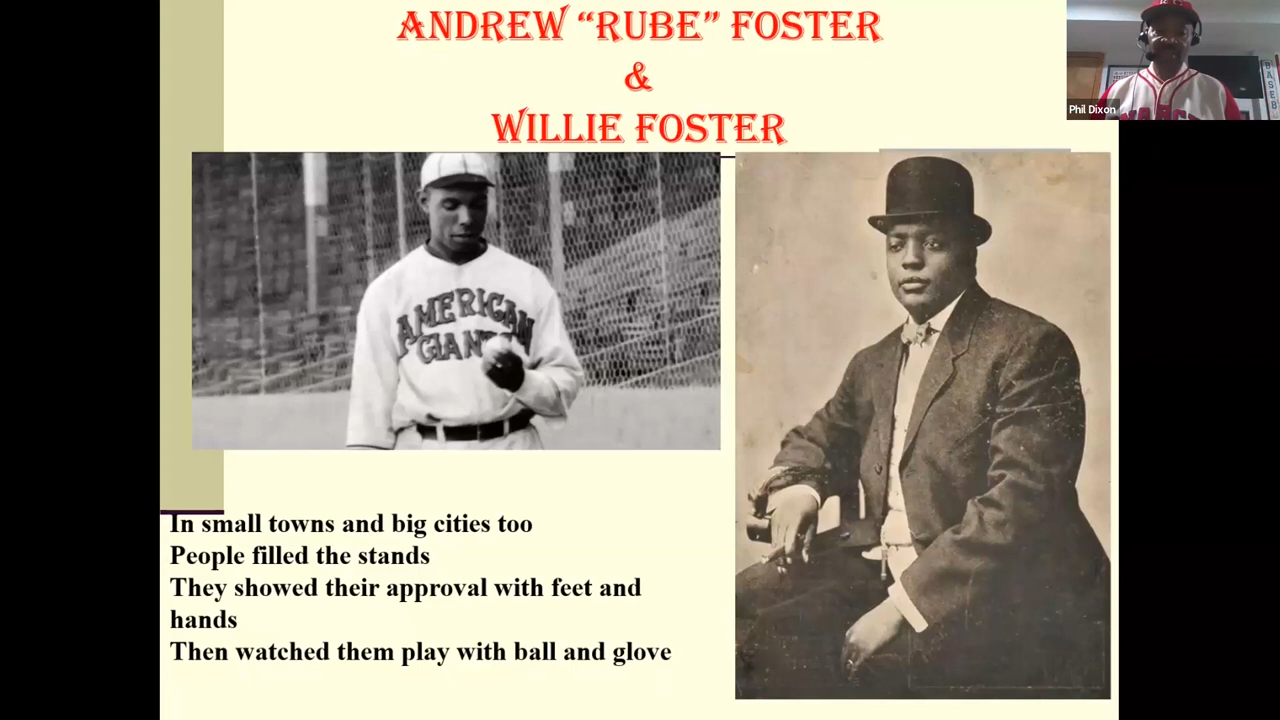 ANDREW “RUBE” FOSTER
&
WILLIE FOSTER
Phil Dixon
AMERICAN
In small towns and big cities too
People filled the stands
They showed their approval with feet and
hands
Then watched them play with ball and glove